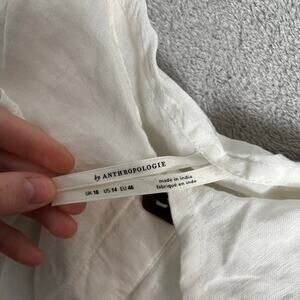 by ANTHROPOLOGIE
UK 18 US 14 EU 46
made in India
fabriqué en Inde